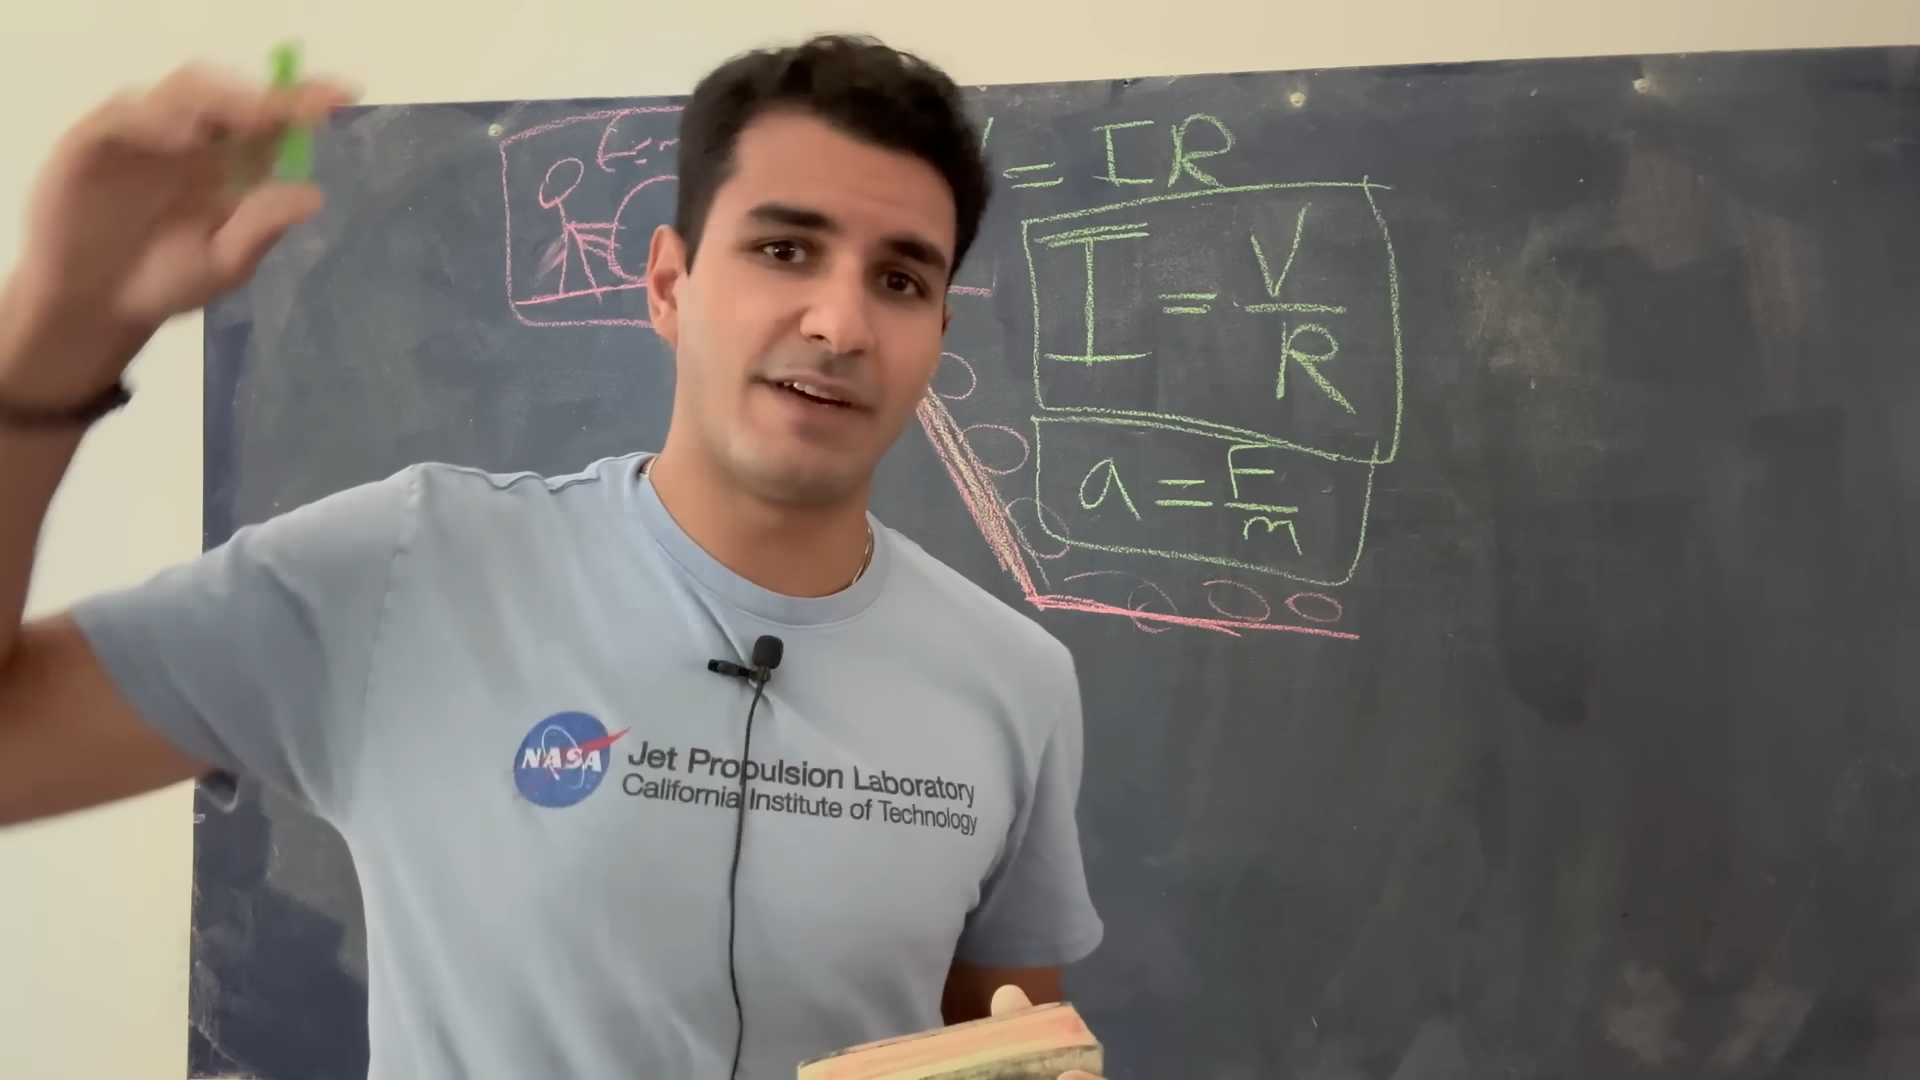 = IR
I = V/R
a = F/m
NASA
Jet Propulsion Laboratory
California Institute of Technology